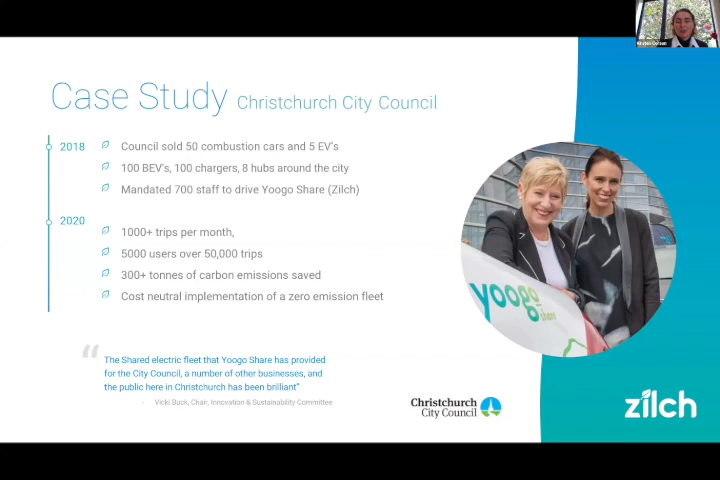 Kirsten Corson
Case Study Christchurch City Council
2018
Council sold 50 combustion cars and 5 EV's
100 BEV's, 100 chargers, 8 hubs around the city
Mandated 700 staff to drive Yoogo Share (Zilch)
2020
1000+ trips per month,
5000 users over 50,000 trips
300+ tonnes of carbon emissions saved
Cost neutral implementation of a zero emission fleet
“
The Shared electric fleet that Yoogo Share has provided
for the City Council, a number of other businesses, and
the public here in Christchurch has been brilliant”
- Vicki Buck, Chair, Innovation & Sustainability Committee
yoogo
share
Christchurch
City Council
zilch